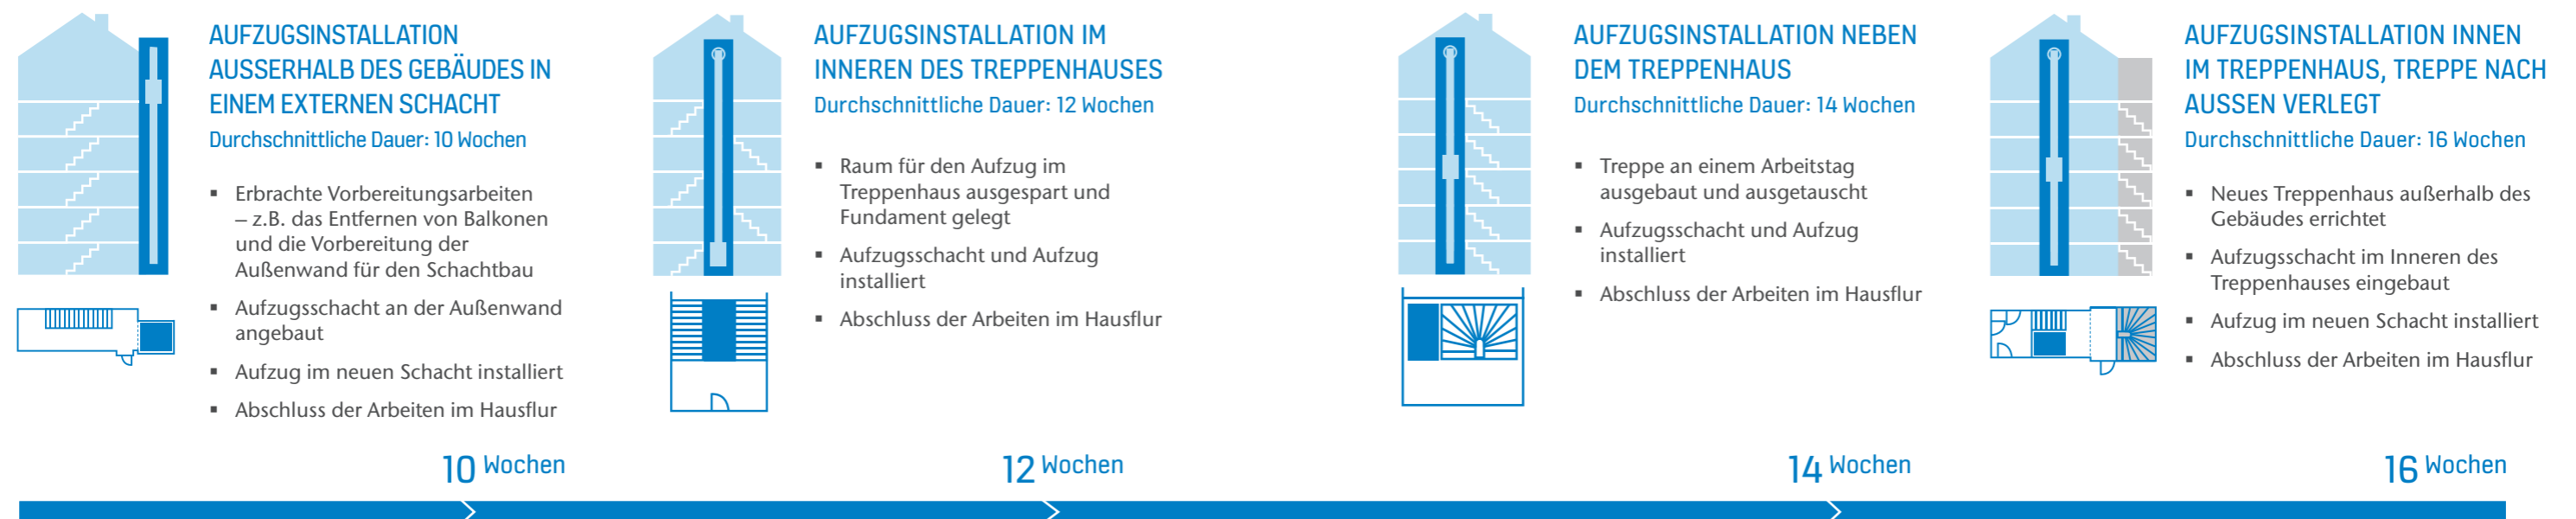 AUFZUGSINSTALLATION
AUSSERHALB DES GEBÄUDES IN
EINEM EXTERNEN SCHACHT
Durchschnittliche Dauer: 10 Wochen
▪ Erbrachte Vorbereitungsarbeiten
– z.B. das Entfernen von Balkonen
und die Vorbereitung der
Außenwand für den Schachtbau
▪ Aufzugsschacht an der Außenwand
angebaut
▪ Aufzug im neuen Schacht installiert
▪ Abschluss der Arbeiten im Hausflur
AUFZUGSINSTALLATION IM
INNEREN DES TREPPENHAUSES
Durchschnittliche Dauer: 12 Wochen
▪ Raum für den Aufzug im
Treppenhaus ausgespart und
Fundament gelegt
▪ Aufzugsschacht und Aufzug
installiert
▪ Abschluss der Arbeiten im Hausflur
AUFZUGSINSTALLATION NEBEN
DEM TREPPENHAUS
Durchschnittliche Dauer: 14 Wochen
▪ Treppe an einem Arbeitstag
ausgebaut und ausgetauscht
▪ Aufzugsschacht und Aufzug
installiert
▪ Abschluss der Arbeiten im Hausflur
AUFZUGSINSTALLATION INNEN
IM TREPPENHAUS, TREPPE NACH
AUSSEN VERLEGT
Durchschnittliche Dauer: 16 Wochen
▪ Neues Treppenhaus außerhalb des
Gebäudes errichtet
▪ Aufzugsschacht im Inneren des
Treppenhauses eingebaut
▪ Aufzug im neuen Schacht installiert
▪ Abschluss der Arbeiten im Hausflur
10 Wochen
12 Wochen
14 Wochen
16 Wochen